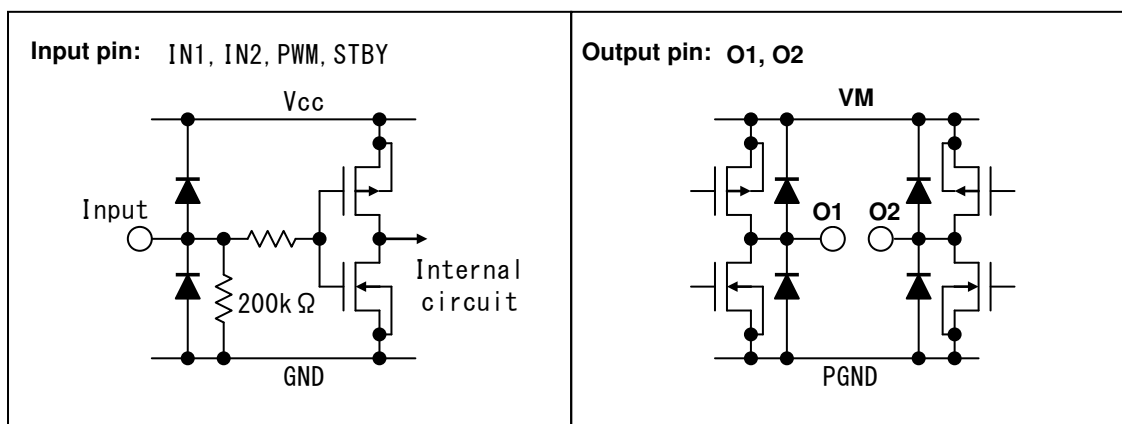 Input pin: IN1, IN2, PWM, STBY
Vcc
Input
200kΩ
Internal
circuit
GND
Output pin: O1, O2
VM
O1
O2
PGND